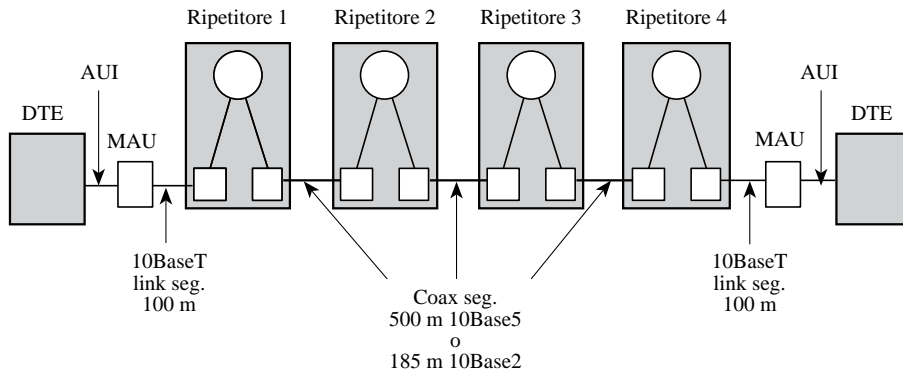 Ripetitore 1
Ripetitore 2
Ripetitore 3
Ripetitore 4
AUI
AUI
DTE
DTE
MAU
MAU
10BaseT
link seg.
100 m
Coax seg.
500 m 10Base5
o
185 m 10Base2
10BaseT
link seg.
100 m